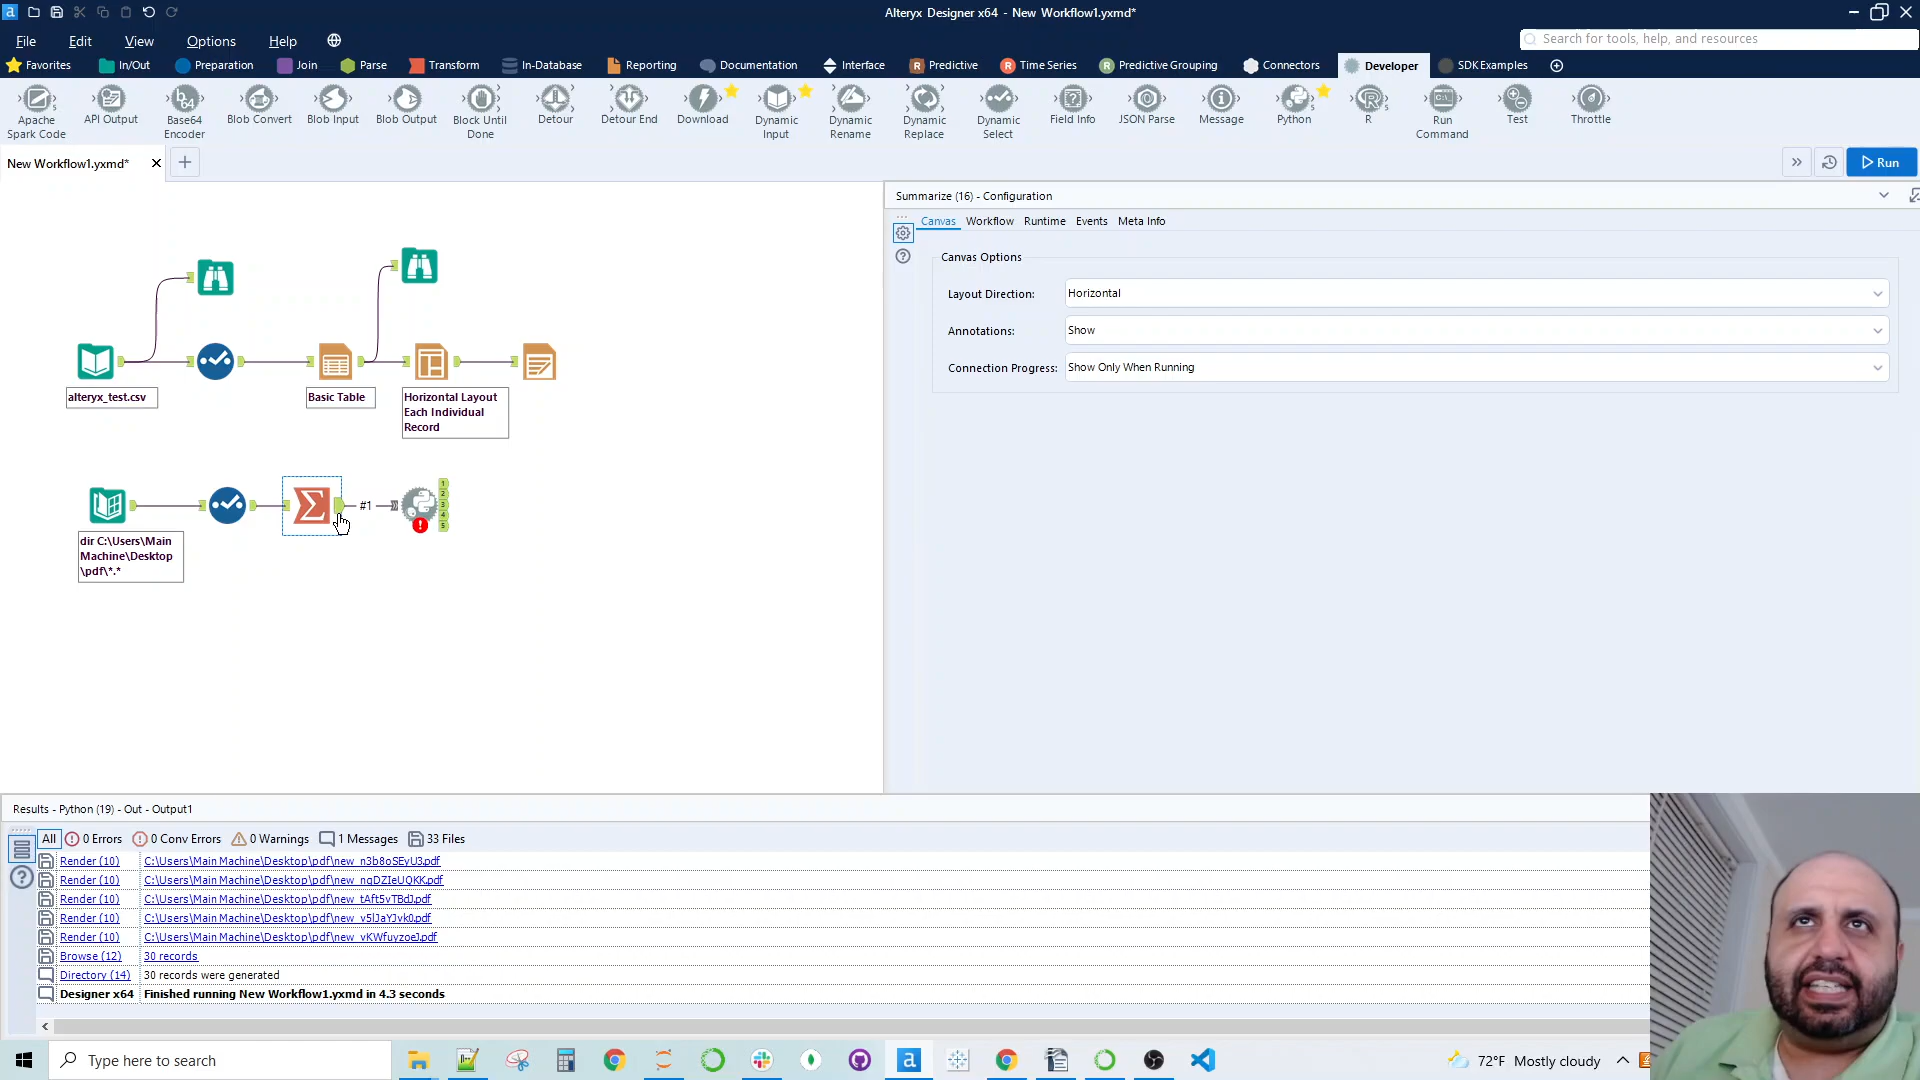 Alteryx Designer x64 - New Workflow1.yxmd*
File Edit View Options Help
Search for tools, help, and resources
Favorites In/Out Preparation Join Parse Transform In-Database Reporting Documentation Interface Predictive Time Series Predictive Grouping Connectors Developer SDK Examples
Apache Spark Code
API Output
Base64 Encoder
Blob Convert
Blob Input
Blob Output
Block Until Done
Detour
Detour End
Download
Dynamic Input
Dynamic Rename
Dynamic Replace
Dynamic Select
Field Info
JSON Parse
Message
Python
R
Run Command
Test
Throttle
New Workflow1.yxmd*
Run
Summarize (16) - Configuration
Canvas Workflow Runtime Events Meta Info
Canvas Options
Layout Direction: Horizontal
Annotations: Show
Connection Progress: Show Only When Running
alteryx_test.csv
Basic Table
Horizontal Layout
Each Individual
Record
#1
1
2
3
4
5
dir C:\Users\Main
Machine\Desktop
\pdf\*.*
Results - Python (19) - Out - Output1
All 0 Errors 0 Conv Errors 0 Warnings 1 Messages 33 Files
Render (10) C:\Users\Main Machine\Desktop\pdf\new_n3b8oSEyU3.pdf
Render (10) C:\Users\Main Machine\Desktop\pdf\new_nqDZIeUQKK.pdf
Render (10) C:\Users\Main Machine\Desktop\pdf\new_tAft5vTBdJ.pdf
Render (10) C:\Users\Main Machine\Desktop\pdf\new_v5lJaYJvk0.pdf
Render (10) C:\Users\Main Machine\Desktop\pdf\new_vKWfuyzoeJ.pdf
Browse (12) 30 records
Directory (14) 30 records were generated
Designer x64 Finished running New Workflow1.yxmd in 4.3 seconds
Type here to search
72°F Mostly cloudy